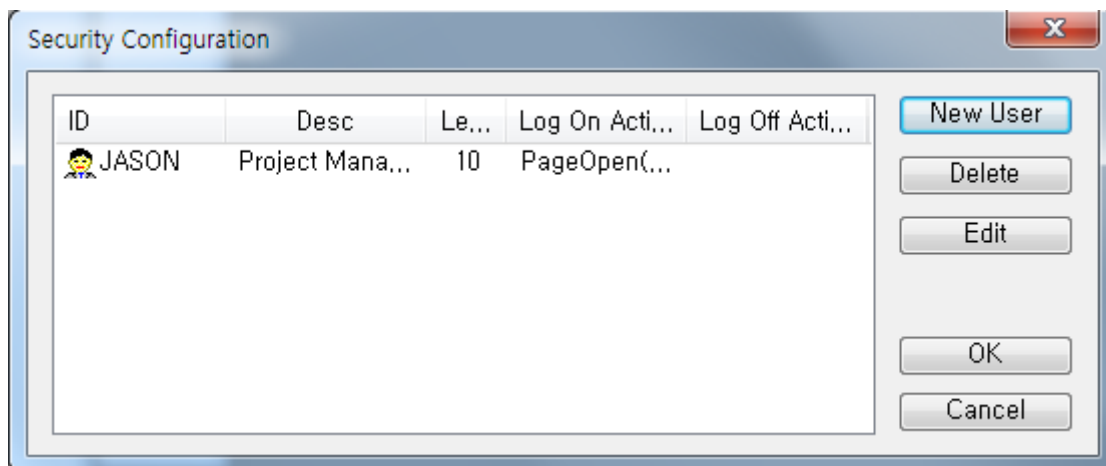 Security Configuration
ID Desc Le... Log On Acti... Log Off Acti...
JASON Project Mana... 10 PageOpen(...
New User
Delete
Edit
OK
Cancel